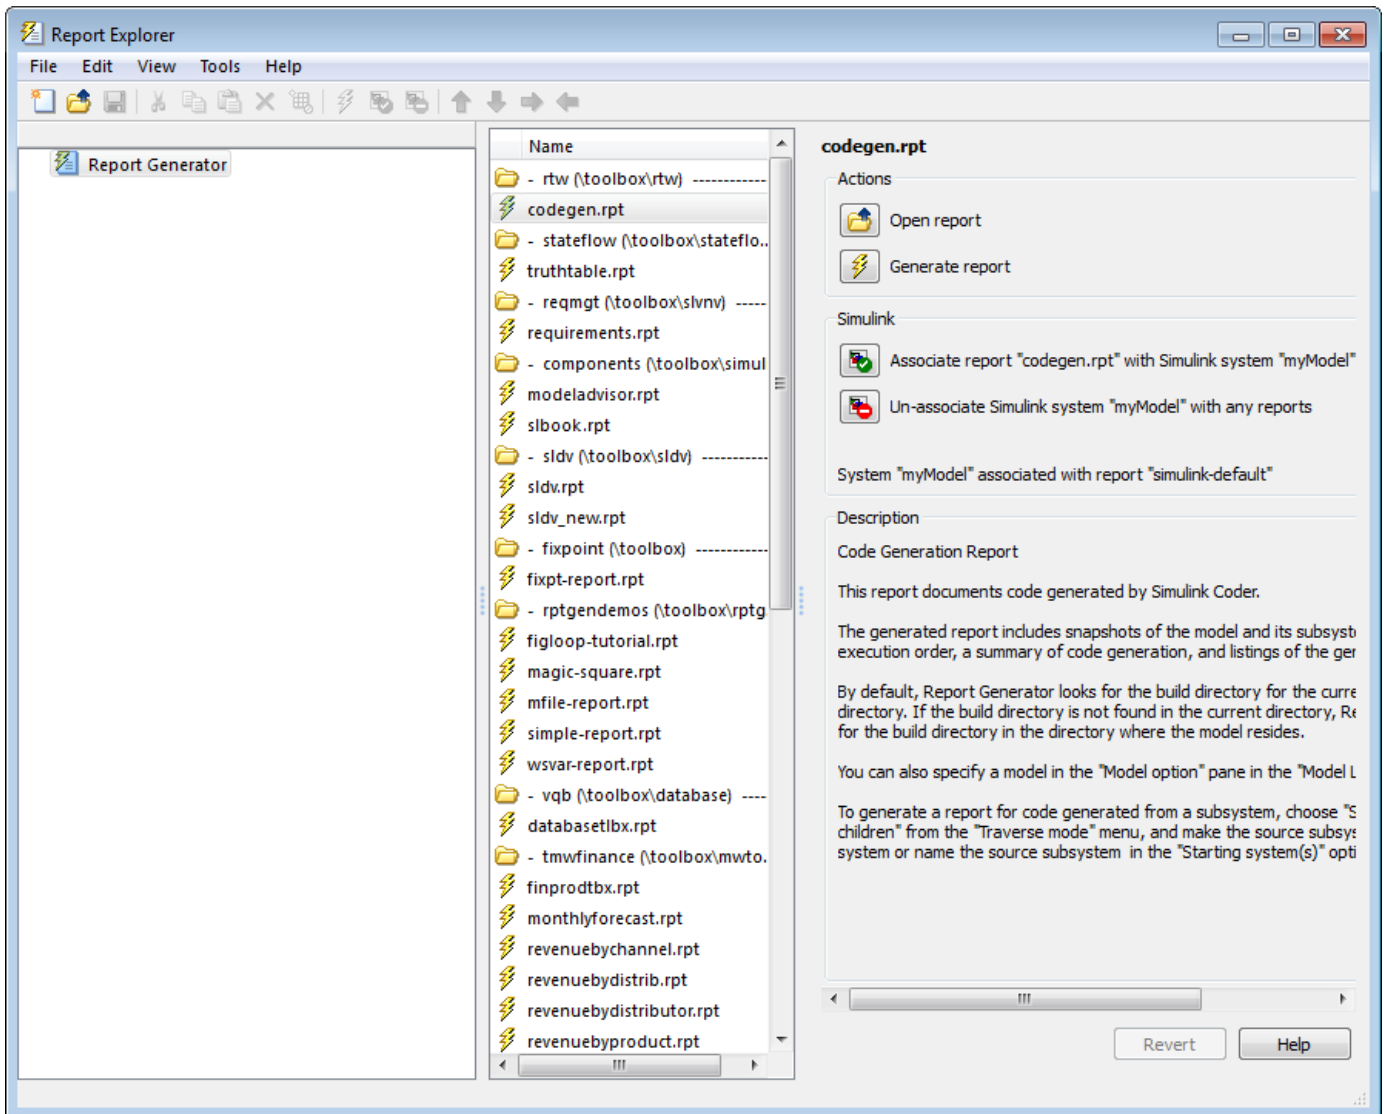 Report Explorer
File Edit View Tools Help
Report Generator
Name
- rtw (\toolbox\rtw) ------------
codegen.rpt
- stateflow (\toolbox\stateflo..
truthtable.rpt
- reqmgt (\toolbox\slvnv) -----
requirements.rpt
- components (\toolbox\simul
modeladvisor.rpt
slbook.rpt
- sldv (\toolbox\sldv) -----------
sldv.rpt
sldv_new.rpt
- fixpoint (\toolbox) ------------
fixpt-report.rpt
- rptgendemos (\toolbox\rptg
figloop-tutorial.rpt
magic-square.rpt
mfile-report.rpt
simple-report.rpt
wsvar-report.rpt
- vqb (\toolbox\database) ----
databasetlbx.rpt
- tmwfinance (\toolbox\mwto.
finprodtbx.rpt
monthlyforecast.rpt
revenuebychannel.rpt
revenuebydistrib.rpt
revenuebydistributor.rpt
revenuebyproduct.rpt
codegen.rpt
Actions
Open report
Generate report
Simulink
Associate report "codegen.rpt" with Simulink system "myModel"
Un-associate Simulink system "myModel" with any reports
System "myModel" associated with report "simulink-default"
Description
Code Generation Report
This report documents code generated by Simulink Coder.
The generated report includes snapshots of the model and its subsyst
execution order, a summary of code generation, and listings of the ger
By default, Report Generator looks for the build directory for the curre
directory. If the build directory is not found in the current directory, Re
for the build directory in the directory where the model resides.
You can also specify a model in the "Model option" pane in the "Model L
To generate a report for code generated from a subsystem, choose "S
children" from the "Traverse mode" menu, and make the source subsys
system or name the source subsystem in the "Starting system(s)" opti
Revert Help